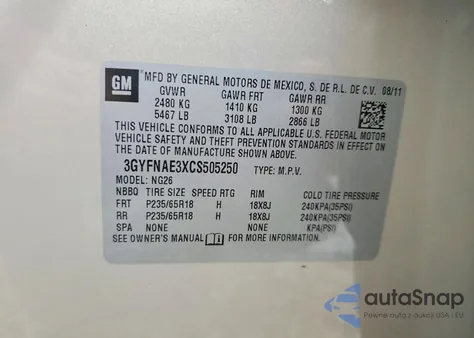 GM
MFD BY GENERAL MOTORS DE MEXICO, S. DE R.L. DE C.V. 08/11
GVWR GAWR FRT GAWR RR
2480 KG 1410 KG 1300 KG
5467 LB 3108 LB 2866 LB
THIS VEHICLE CONFORMS TO ALL APPLICABLE U.S. FEDERAL MOTOR
VEHICLE SAFETY AND THEFT PREVENTION STANDARDS IN EFFECT ON
THE DATE OF MANUFACTURE SHOWN ABOVE.
3GYFNAE3XCS505250 TYPE: M.P.V.
MODEL: NG26
NBBQ TIRE SIZE SPEED RTG RIM COLD TIRE PRESSURE
FRT P235/65R18 H 18X8J 240KPA(35PSI)
RR P235/65R18 H 18X8J 240KPA(35PSI)
SPA NONE NONE KPA(PSI)
SEE OWNER'S MANUAL FOR MORE INFORMATION.
autoSnap
Pewne auto z USA i EU